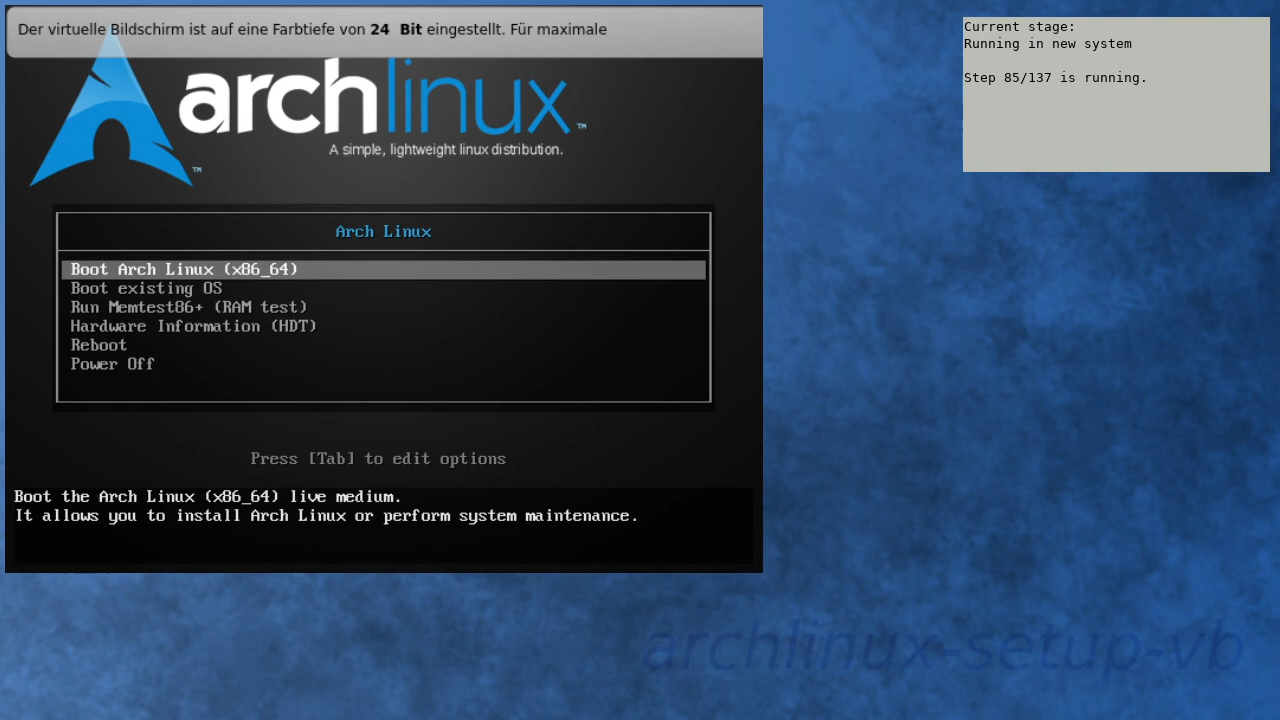 Der virtuelle Bildschirm ist auf eine Farbtiefe von 24 Bit eingestellt. Für maximale
archlinux™
A simple, lightweight linux distribution.
™
Arch Linux
Boot Arch Linux (x86_64)
Boot existing OS
Run Memtest86+ (RAM test)
Hardware Information (HDT)
Reboot
Power Off
Press [Tab] to edit options
Boot the Arch Linux (x86_64) live medium.
It allows you to install Arch Linux or perform system maintenance.
Current stage:
Running in new system
Step 85/137 is running.
archlinux-setup-vb